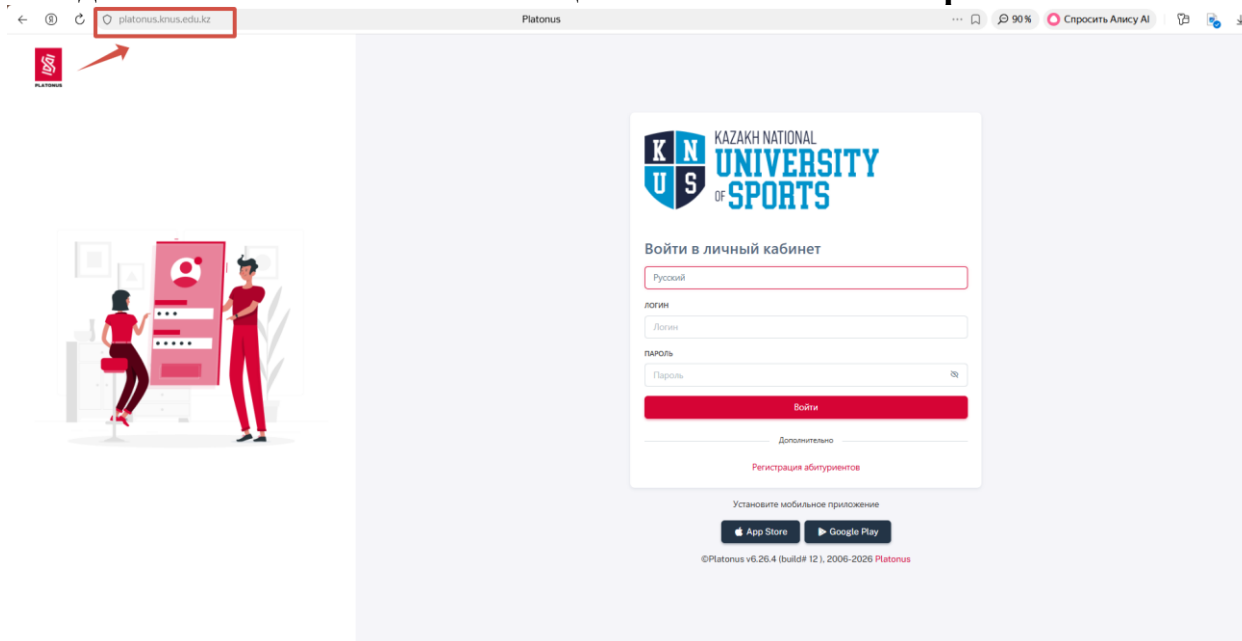 platonus.knus.edu.kz
Platonus
90 %
Спросить Алису AI
PLATONUS
KAZAKH NATIONAL
UNIVERSITY
OF SPORTS
K N
U S
Войти в личный кабинет
Русский
ЛОГИН
Логин
ПАРОЛЬ
Пароль
Войти
Дополнительно
Регистрация абитуриентов
Установите мобильное приложение
App Store
Google Play
©Platonus v6.26.4 (build# 12 ), 2006-2026 Platonus